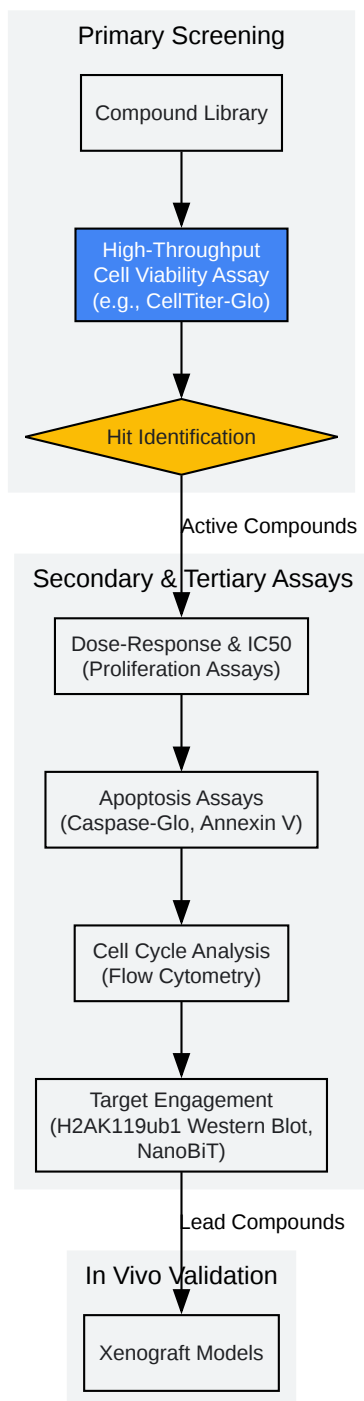 Primary Screening
Compound Library
High-Throughput
Cell Viability Assay
(e.g., CellTiter-Glo)
Hit Identification
Active Compounds
Secondary & Tertiary Assays
Dose-Response & IC50
(Proliferation Assays)
Apoptosis Assays
(Caspase-Glo, Annexin V)
Cell Cycle Analysis
(Flow Cytometry)
Target Engagement
(H2AK119ub1 Western Blot,
NanoBiT)
Lead Compounds
In Vivo Validation
Xenograft Models